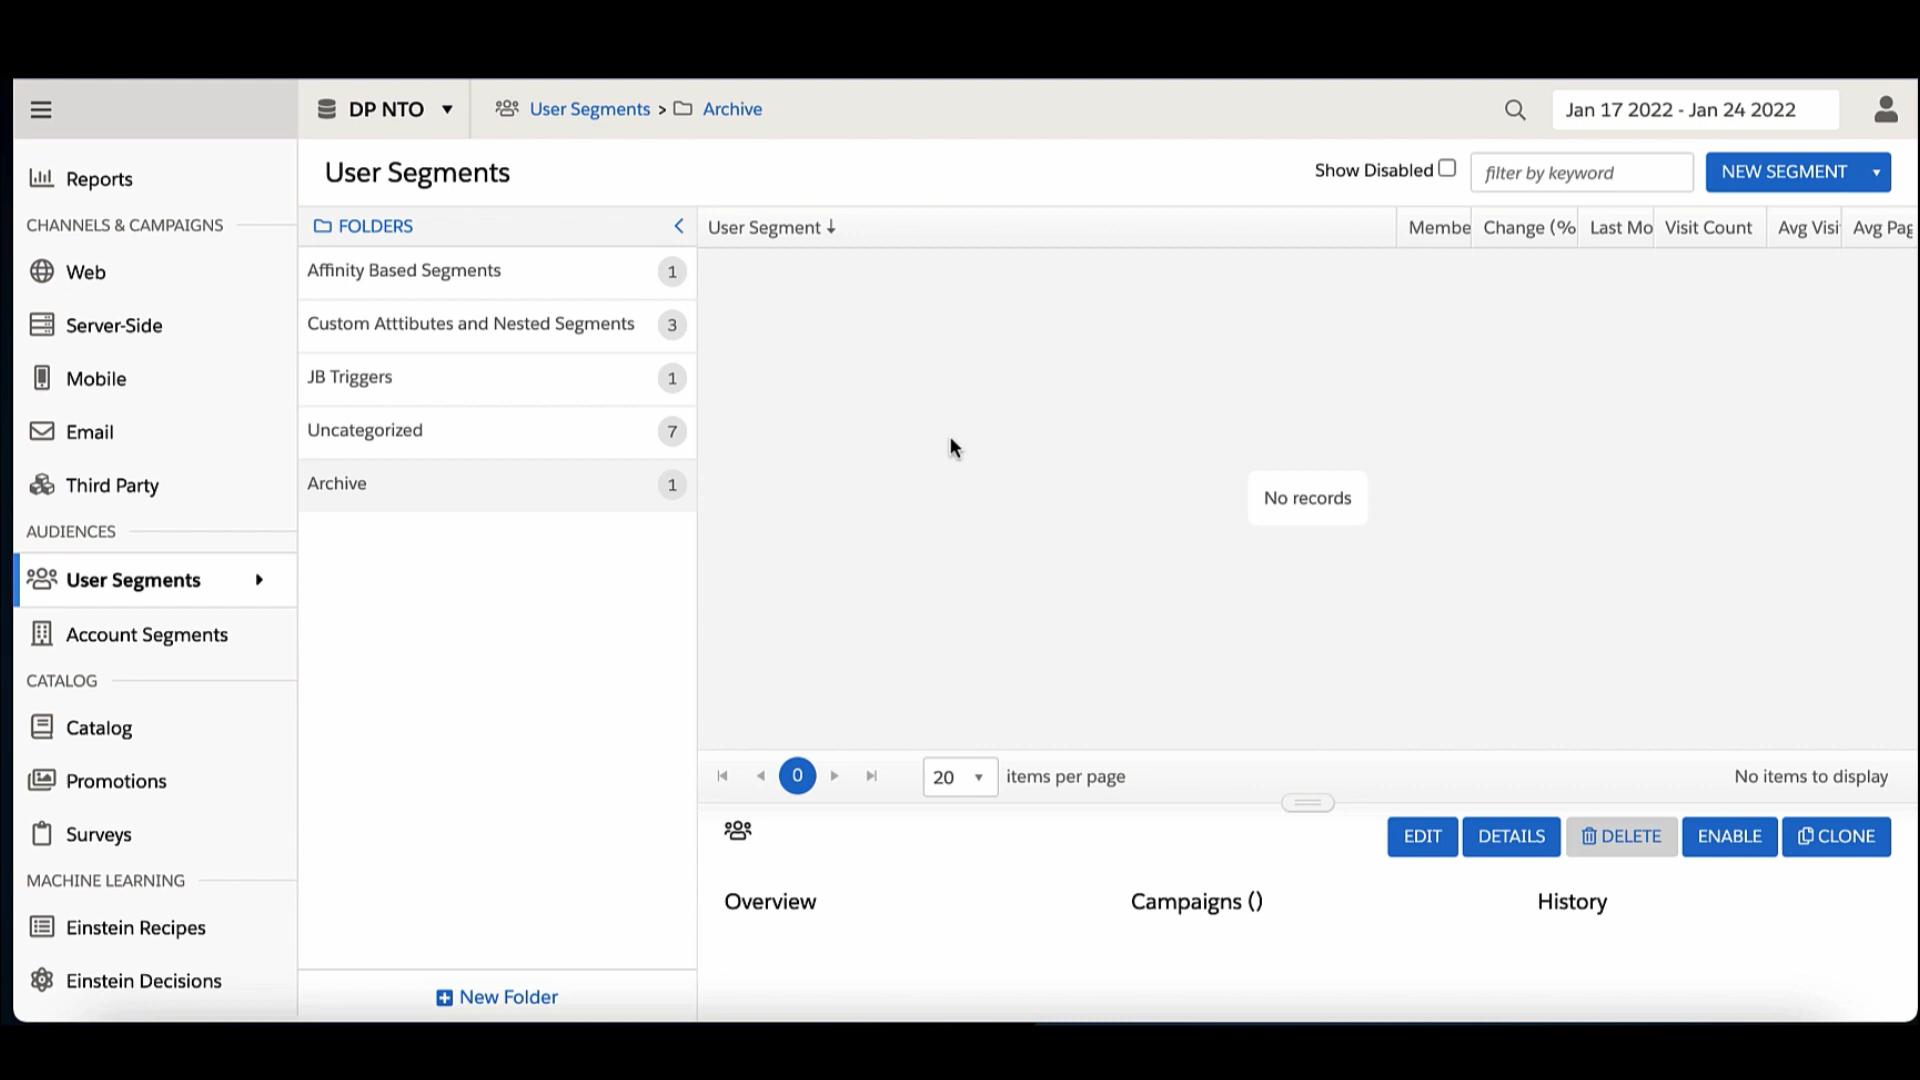 DP NTO
User Segments > Archive
Jan 17 2022 - Jan 24 2022
Reports
CHANNELS & CAMPAIGNS
Web
Server-Side
Mobile
Email
Third Party
AUDIENCES
User Segments
Account Segments
CATALOG
Catalog
Promotions
Surveys
MACHINE LEARNING
Einstein Recipes
Einstein Decisions
User Segments
Show Disabled
filter by keyword
NEW SEGMENT
FOLDERS
Affinity Based Segments 1
Custom Atttibutes and Nested Segments 3
JB Triggers 1
Uncategorized 7
Archive 1
New Folder
User Segment Membe Change (% Last Mo Visit Count Avg Visi Avg Pag
No records
0 20 items per page No items to display
EDIT DETAILS DELETE ENABLE CLONE
Overview Campaigns () History